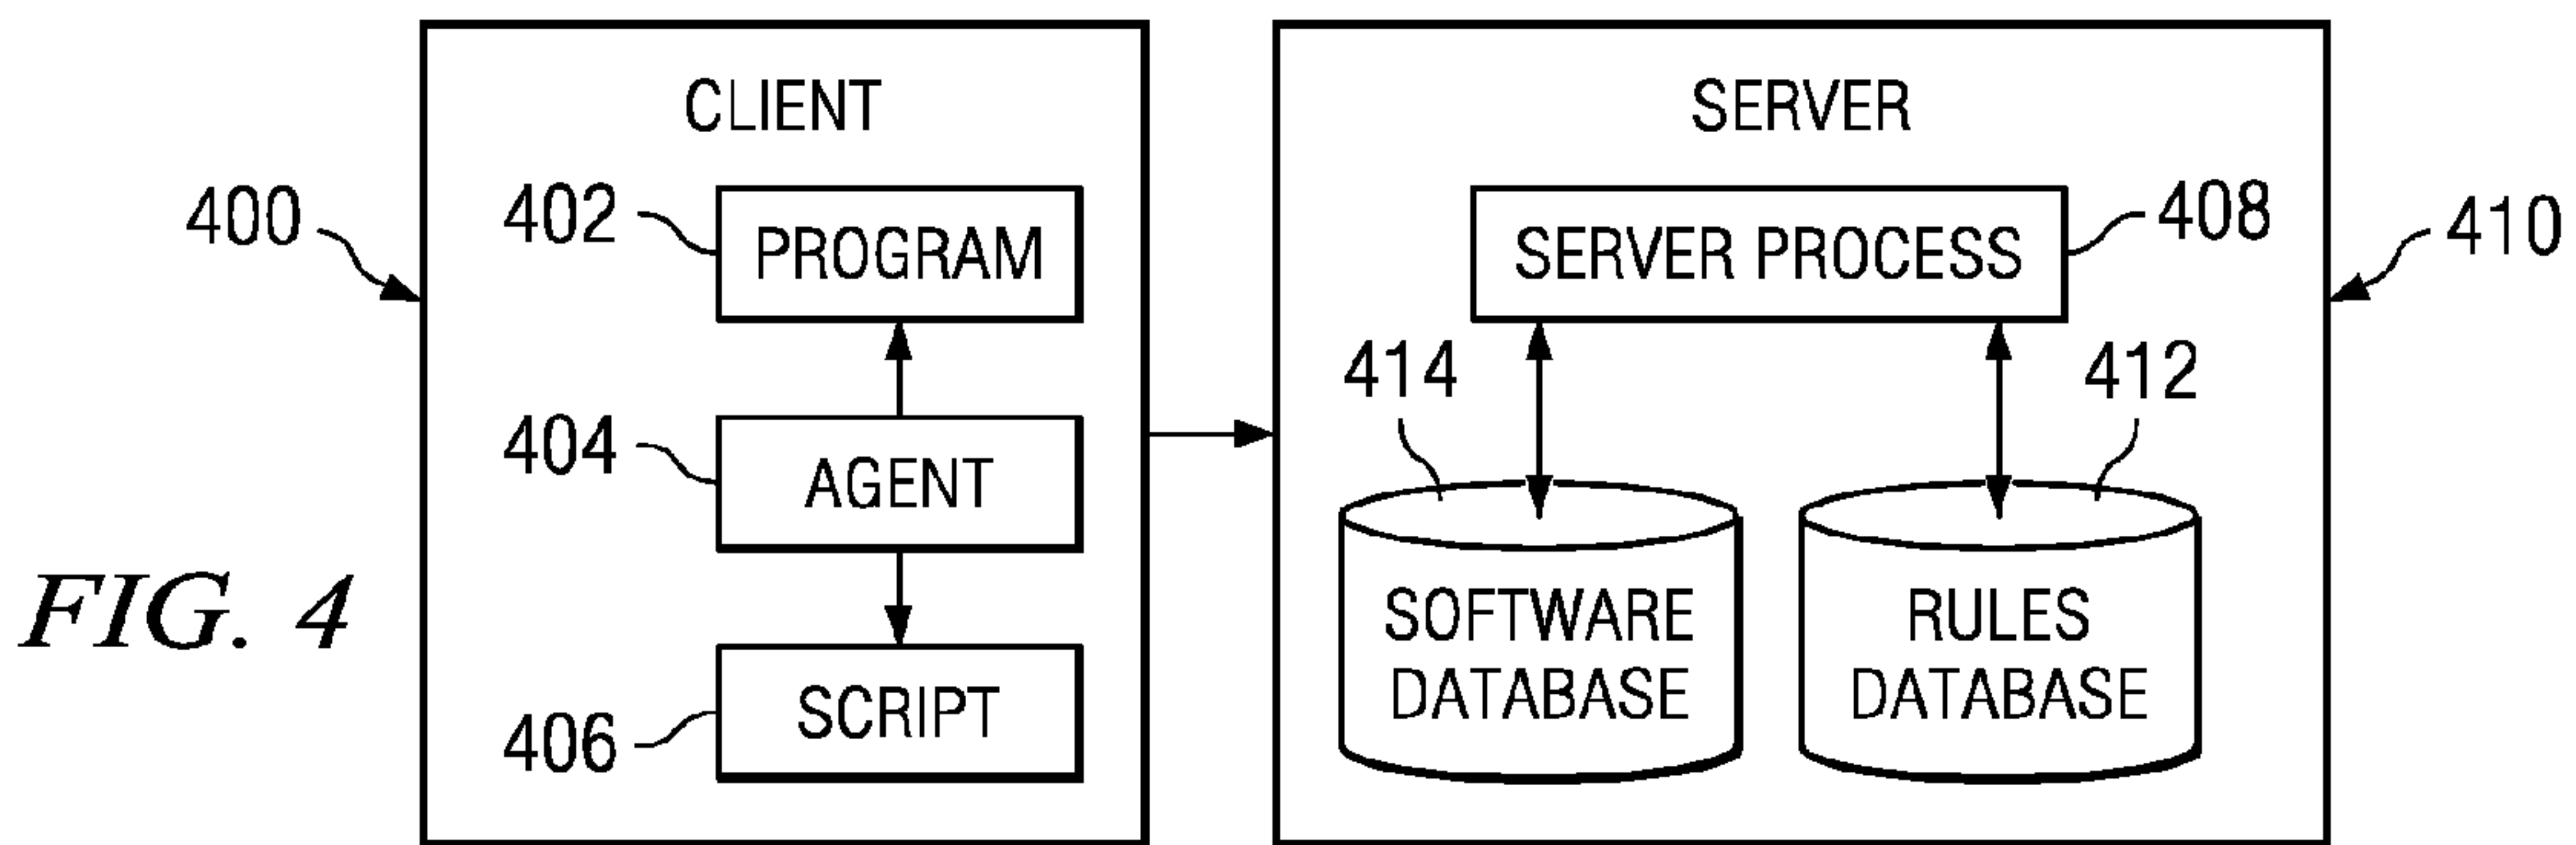 CLIENT
SERVER
400
402
PROGRAM
SERVER PROCESS
408
410
414
412
404
AGENT
FIG. 4
SOFTWARE
DATABASE
RULES
DATABASE
406
SCRIPT